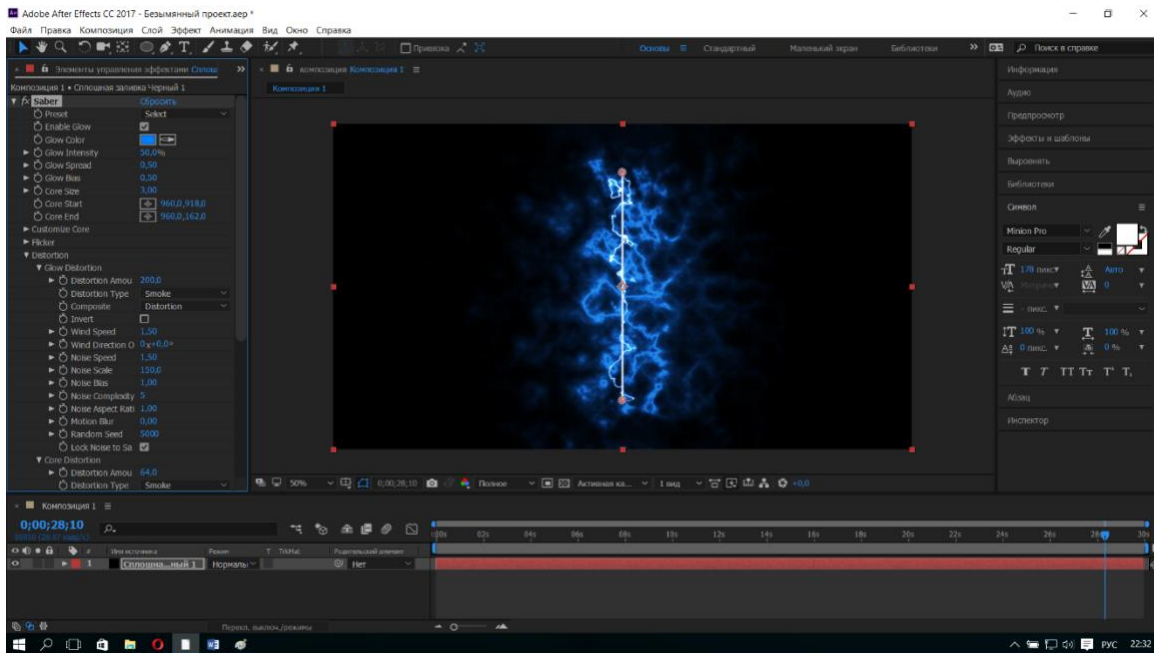 Adobe After Effects CC 2017 - Безымянный проект.aep *
Файл Правка Композиция Слой Эффект Анимация Вид Окно Справка
Привязка Основы Стандартный Маленький экран Библиотеки Поиск в справке
Элементы управления эффектами Сплош
композиция Композиция 1
Композиция 1 • Сплошная заливка Черный 1
Композиция 1
fx Saber Сбросить
Preset Select
Enable Glow
Glow Color
Glow Intensity 50,0%
Glow Spread 0,50
Glow Bias 0,50
Core Size 3,00
Core Start 960,0,918,0
Core End 960,0,162,0
Customize Core
Flicker
Distortion
Glow Distortion
Distortion Amou 200,0
Distortion Type Smoke
Composite Distortion
Invert
Wind Speed 1,50
Wind Direction O 0x+0,0°
Noise Speed 1,50
Noise Scale 150,0
Noise Bias 1,00
Noise Complexity 5
Noise Aspect Rati 1,00
Motion Blur 0,00
Random Seed 5000
Lock Noise to Sa
Core Distortion
Distortion Amou 64,0
Distortion Type Smoke
50% 0;00;28;10 Полное Активная ка... 1 вид +0,0
Информация
Аудио
Предпросмотр
Эффекты и шаблоны
Выровнять
Библиотеки
Символ
Minion Pro
Regular
178 пикс Авто
Метрика 0
- пикс.
100 % 100 %
0 пикс. 0 %
T T TT Tт T¹ T₁
Абзац
Инспектор
Композиция 1
0;00;28;10
02s 04s 06s 08s 10s 12s 14s 16s 18s 20s 22s 24s 26s 28s 30s
# Имя источника Режим T TrkMat Родительский элемент
1 Сплошна...ный 1 Нормаль Нет
Перекл. выключ./режимы
РУС 22:32